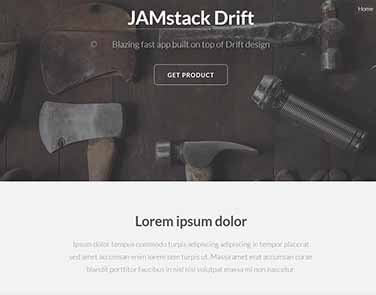 Home
JAMstack Drift
Blazing fast app built on top of Drift design
GET PRODUCT
Lorem ipsum dolor
Ipsum dolor tempus commodo turpis adipiscing adipiscing in tempor placerat
sed amet accumsan enim lorem sem turpis ut. Massa amet erat accumsan curae
blandit porttitor faucibus in nisl nisi volutpat massa mi non nascetur.